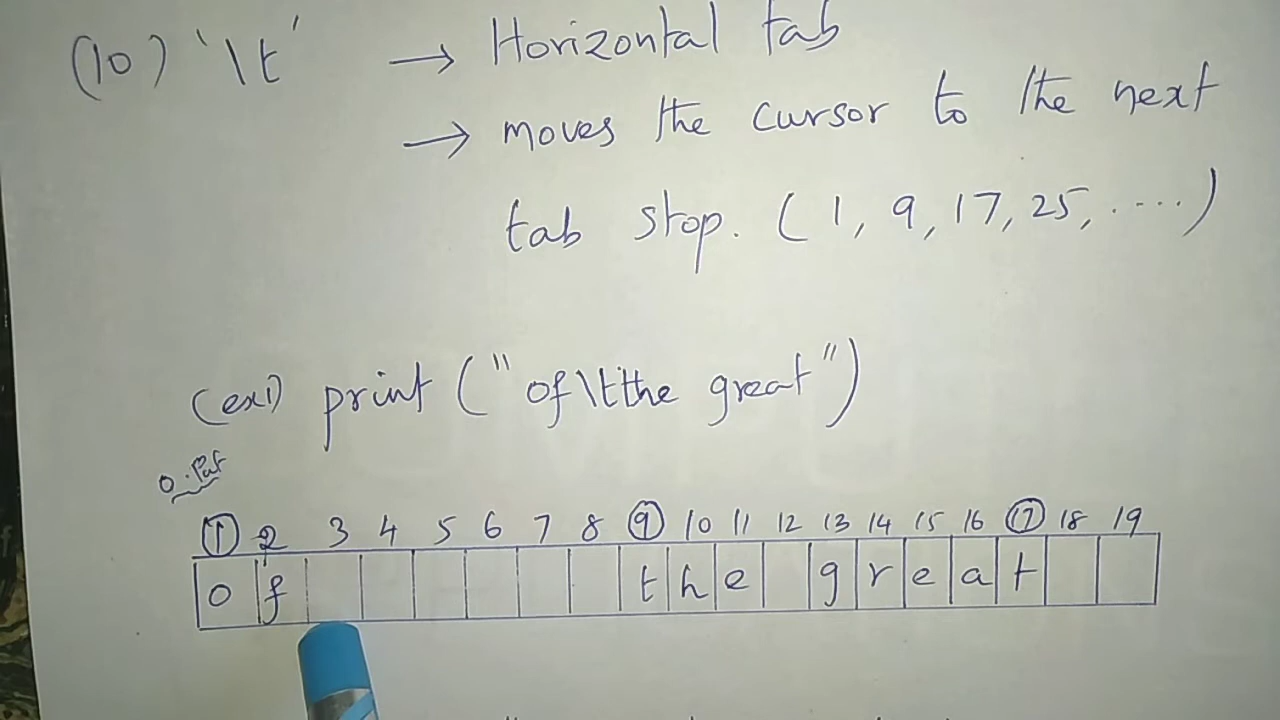 (10) '\t' → Horizontal tab
→ moves the cursor to the next
tab stop. (1, 9, 17, 25, .....)
(ex1) print ("of\tthe great")
o.put
1 2 3 4 5 6 7 8 9 10 11 12 13 14 15 16 17 18 19
o f t h e g r e a t